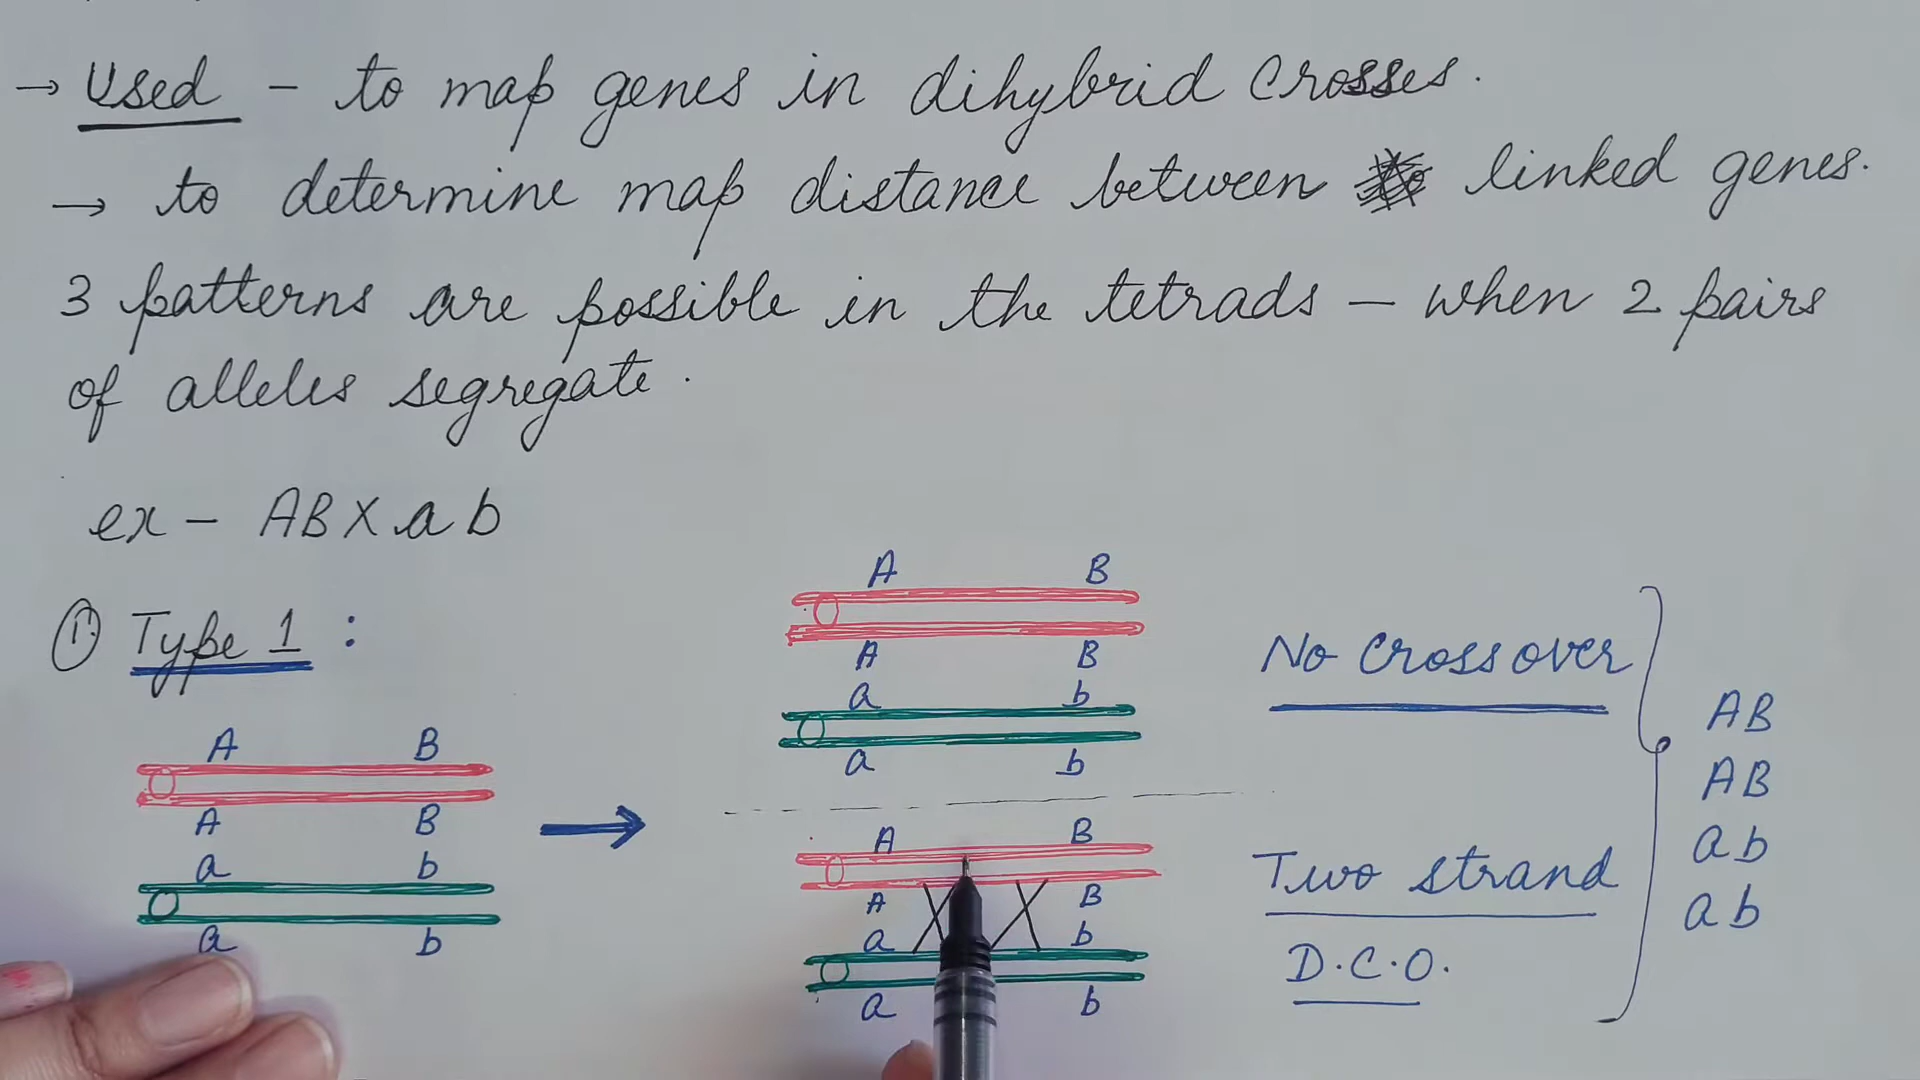 → Used - to map genes in dihybrid crosses.
→ to determine map distance between linked genes.
3 patterns are possible in the tetrads - when 2 pairs
of alleles segregate.
ex - AB X ab
① Type 1 :
A B
A B
a b
a b
→
A B
A B
a b
a b
No Crossover
A B
A B
a b
a b
Two strand
D.C.O.
AB
AB
ab
ab